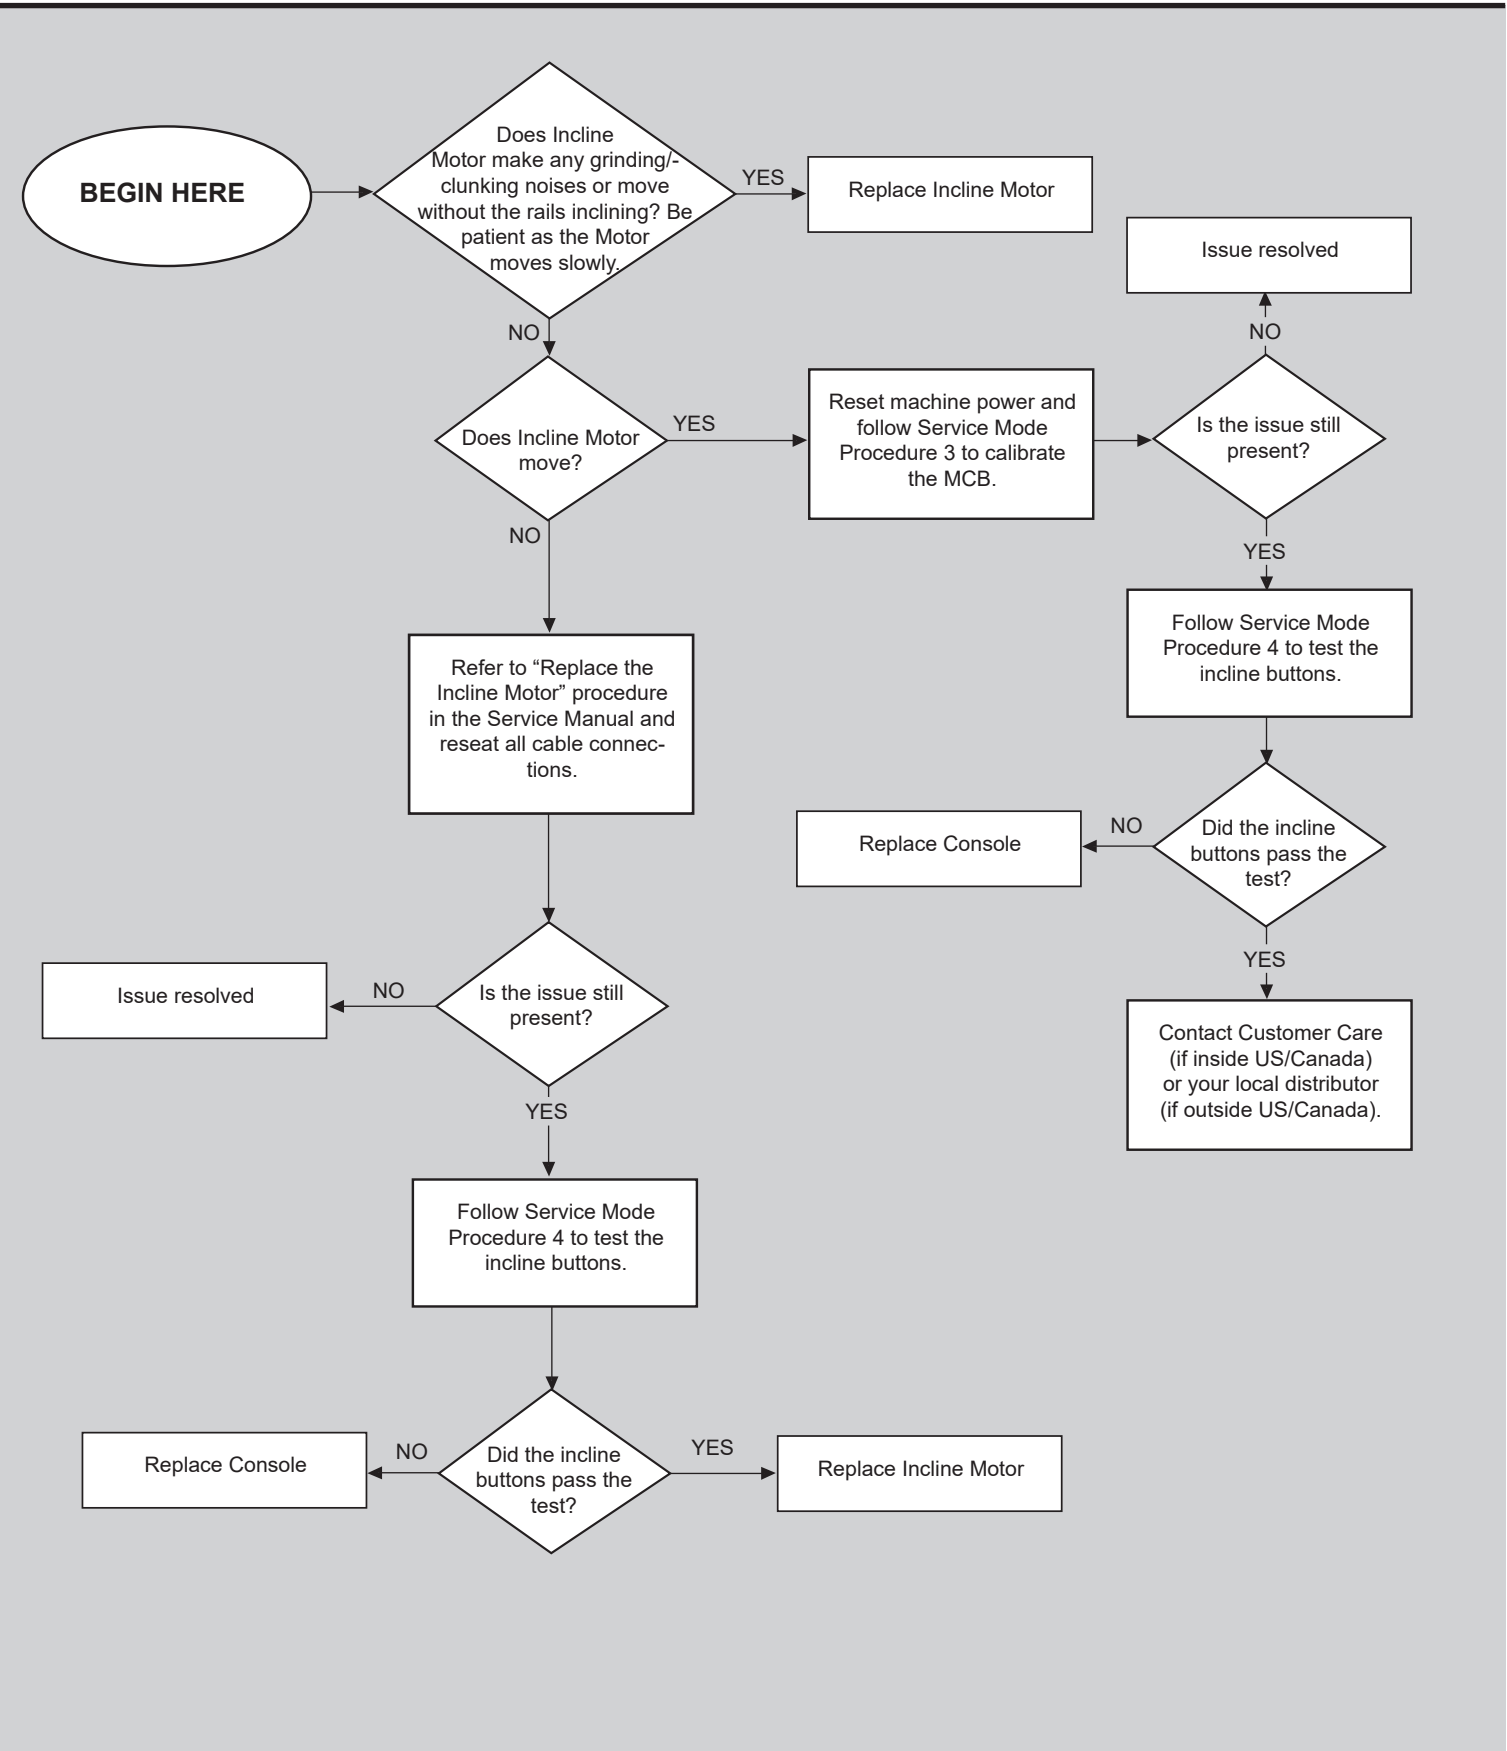 BEGIN HERE
Does Incline
Motor make any grinding/-
clunking noises or move
without the rails inclining? Be
patient as the Motor
moves slowly.
YES
Replace Incline Motor
NO
Does Incline Motor
move?
YES
Reset machine power and
follow Service Mode
Procedure 3 to calibrate
the MCB.
Is the issue still
present?
NO
Issue resolved
YES
Follow Service Mode
Procedure 4 to test the
incline buttons.
Did the incline
buttons pass the
test?
NO
Replace Console
YES
Contact Customer Care
(if inside US/Canada)
or your local distributor
(if outside US/Canada).
NO
Refer to “Replace the
Incline Motor” procedure
in the Service Manual and
reseat all cable connec-
tions.
Is the issue still
present?
NO
Issue resolved
YES
Follow Service Mode
Procedure 4 to test the
incline buttons.
Did the incline
buttons pass the
test?
NO
Replace Console
YES
Replace Incline Motor